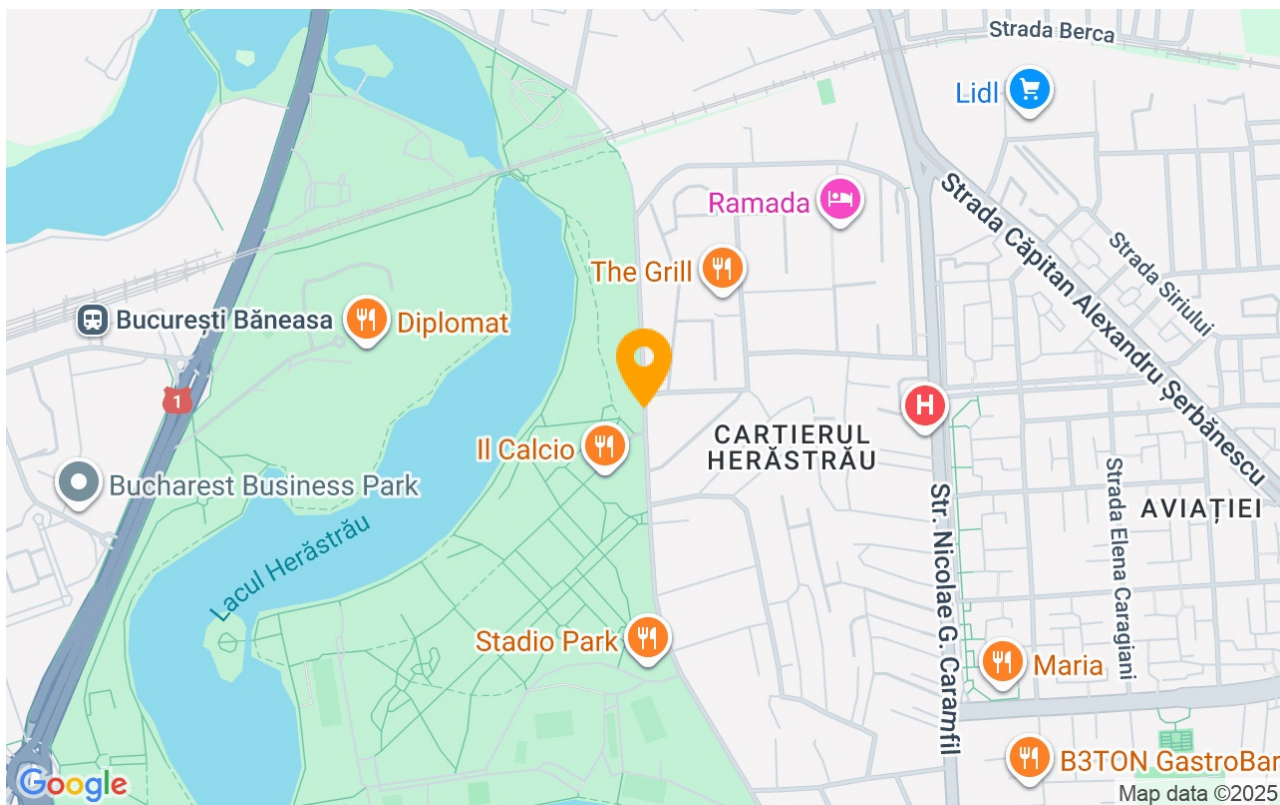 Strada Berca
Lidl
Strada Căpitan Alexandru Șerbănescu
Ramada
Strada Siriului
The Grill
București Băneasa
Diplomat
1
H
Il Calcio
CARTIERUL
HERĂSTRĂU
Bucharest Business Park
Str. Nicolae G. Caramfil
Strada Elena Caragiani
AVIAȚIEI
Lacul Herăstrău
Stadio Park
Maria
B3TON GastroBar
Google
Map data ©2025